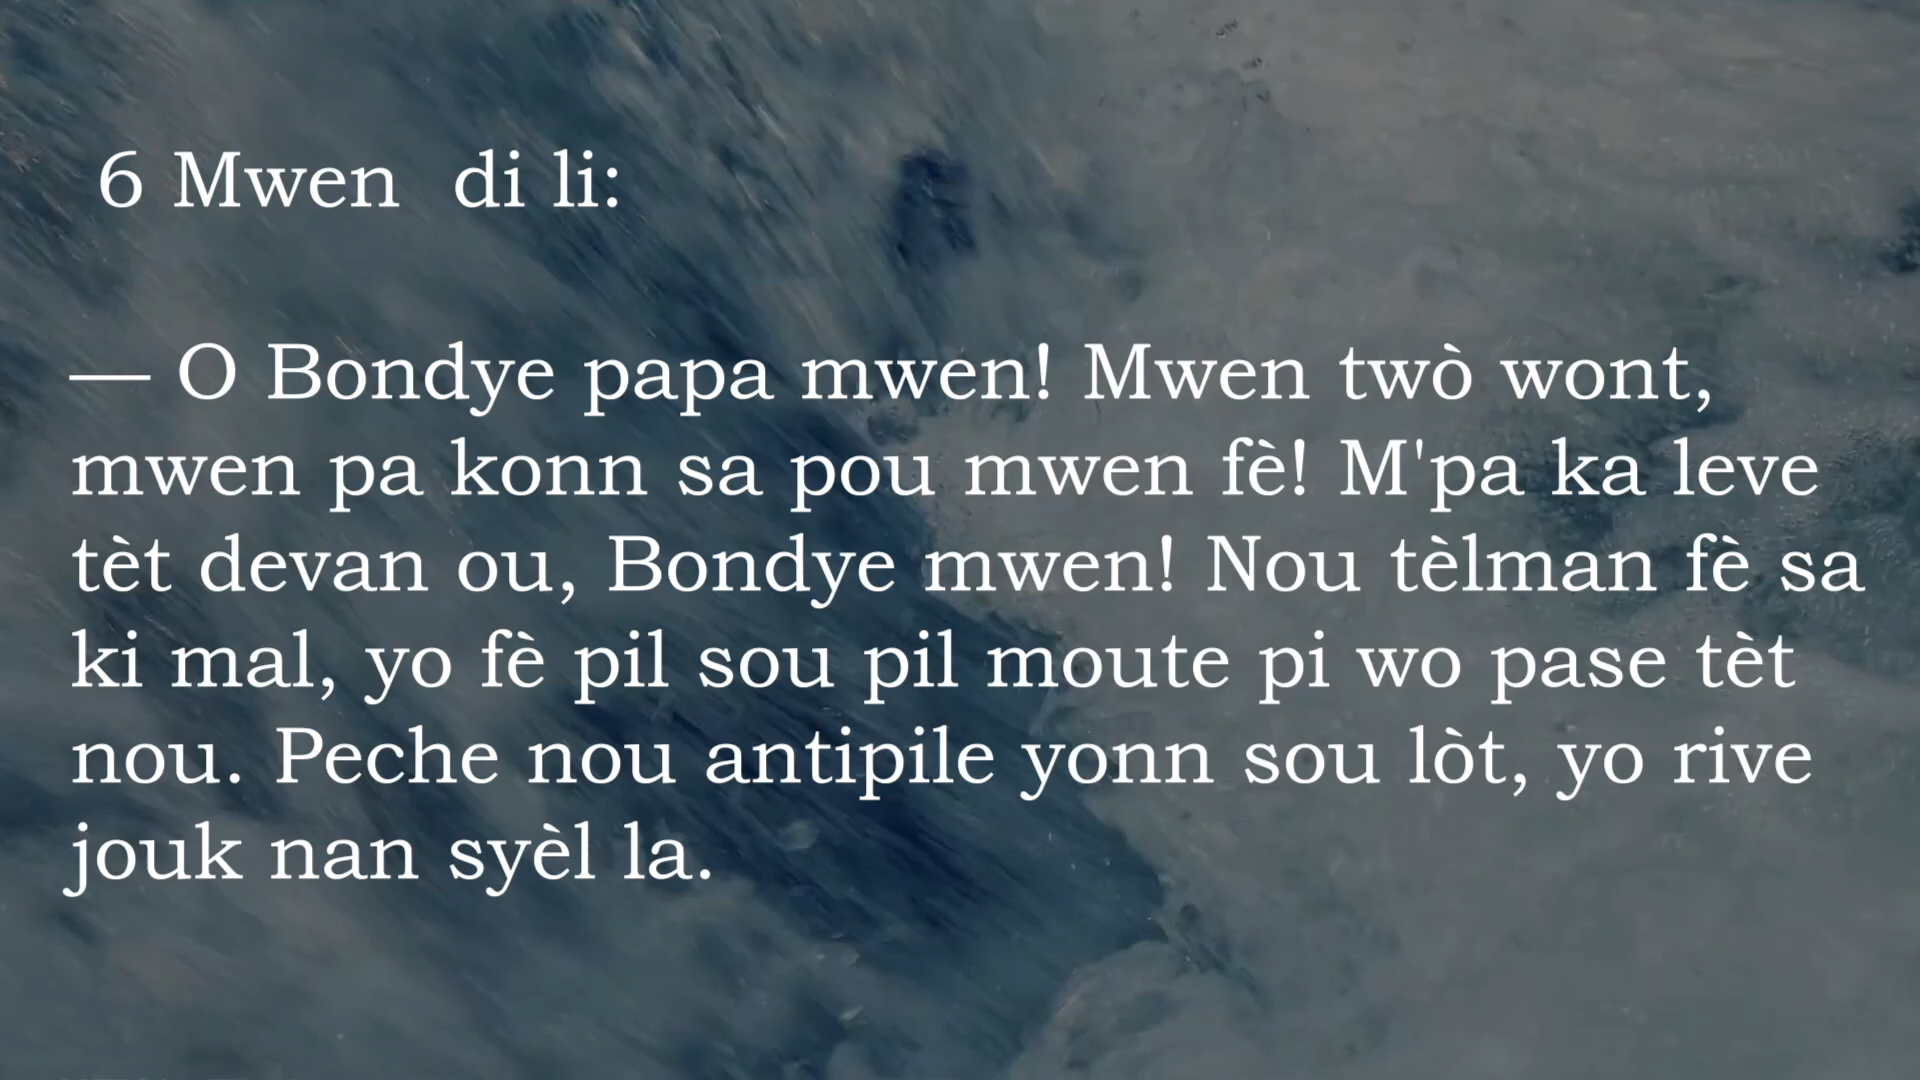 6 Mwen  di li:
— O Bondye papa mwen! Mwen twò wont,
mwen pa konn sa pou mwen fè! M'pa ka leve
tèt devan ou, Bondye mwen! Nou tèlman fè sa
ki mal, yo fè pil sou pil moute pi wo pase tèt
nou. Peche nou antipile yonn sou lòt, yo rive
jouk nan syèl la.